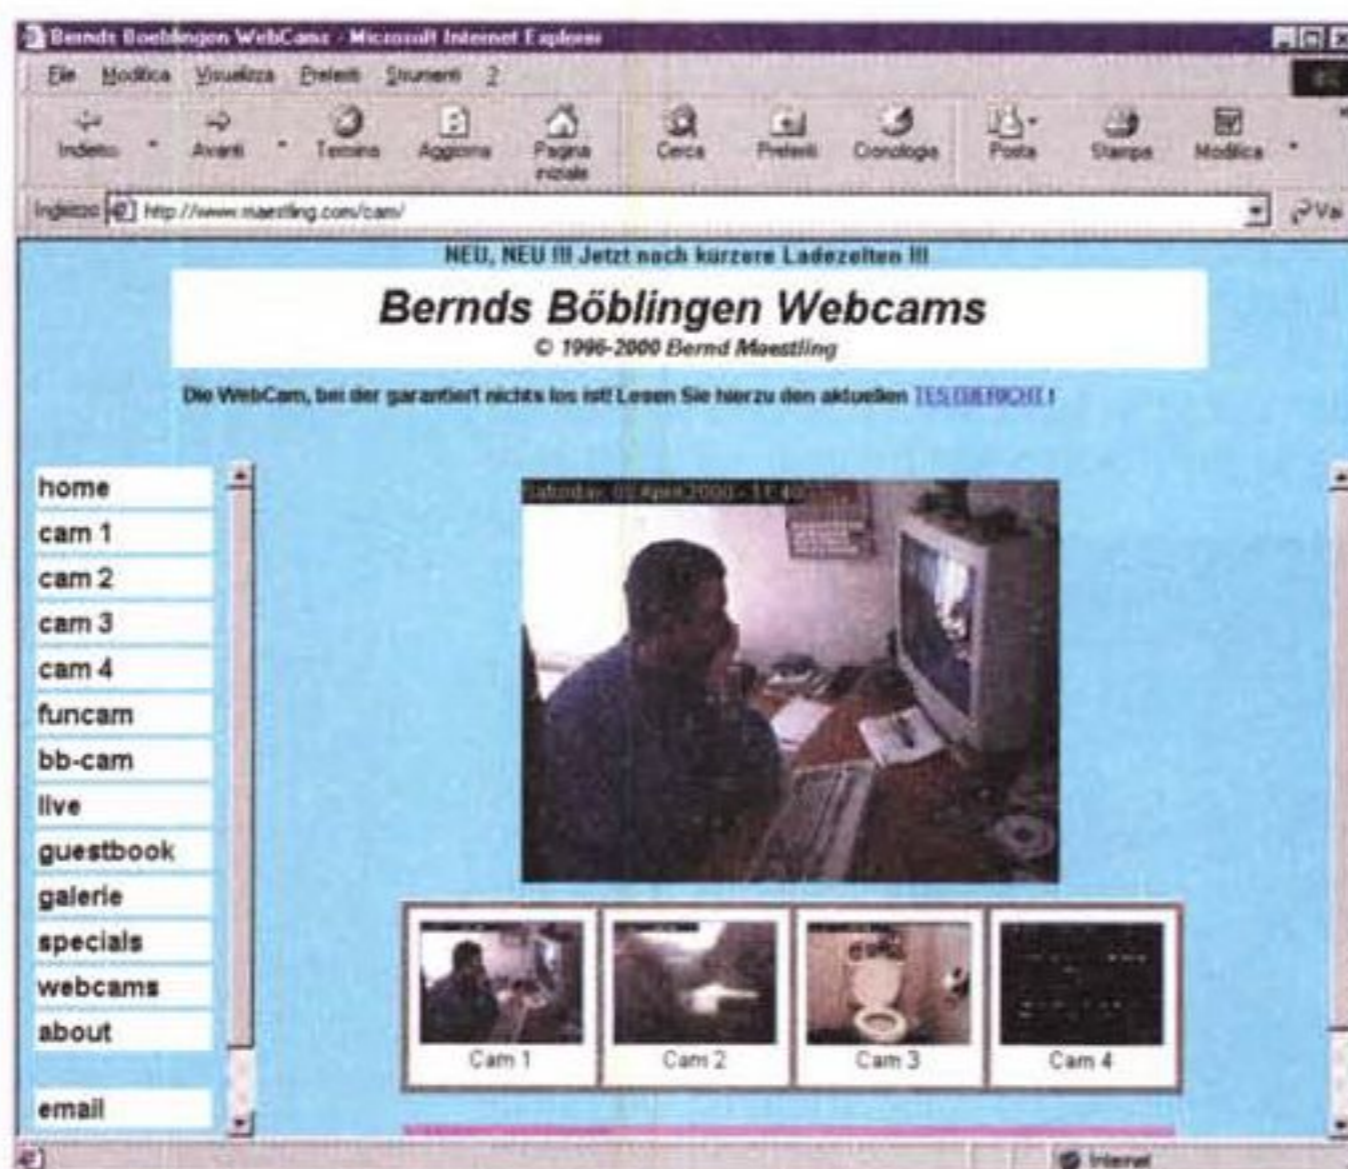 Bernds Boeblingen WebCams - Microsoft Internet Explorer
File Modifica Visualizza Preferiti Strumenti ?
Indietro Avanti Termina Aggiorna Pagina iniziale Cerca Preferiti Cronologia Posta Stampa Modifica
Indirizzo http://www.maestling.com/cam/ Vai
NEU, NEU !!! Jetzt noch kürzere Ladezeiten !!!
Bernds Böblingen Webcams
© 1996-2000 Bernd Maestling
Die WebCam, bei der garantiert nichts los ist! Lesen Sie hierzu den aktuellen TESTBERICHT !
home
cam 1
cam 2
cam 3
cam 4
funcam
bb-cam
live
guestbook
galerie
specials
webcams
about
email
Saturday, April 2000
Cam 1 Cam 2 Cam 3 Cam 4
Internet